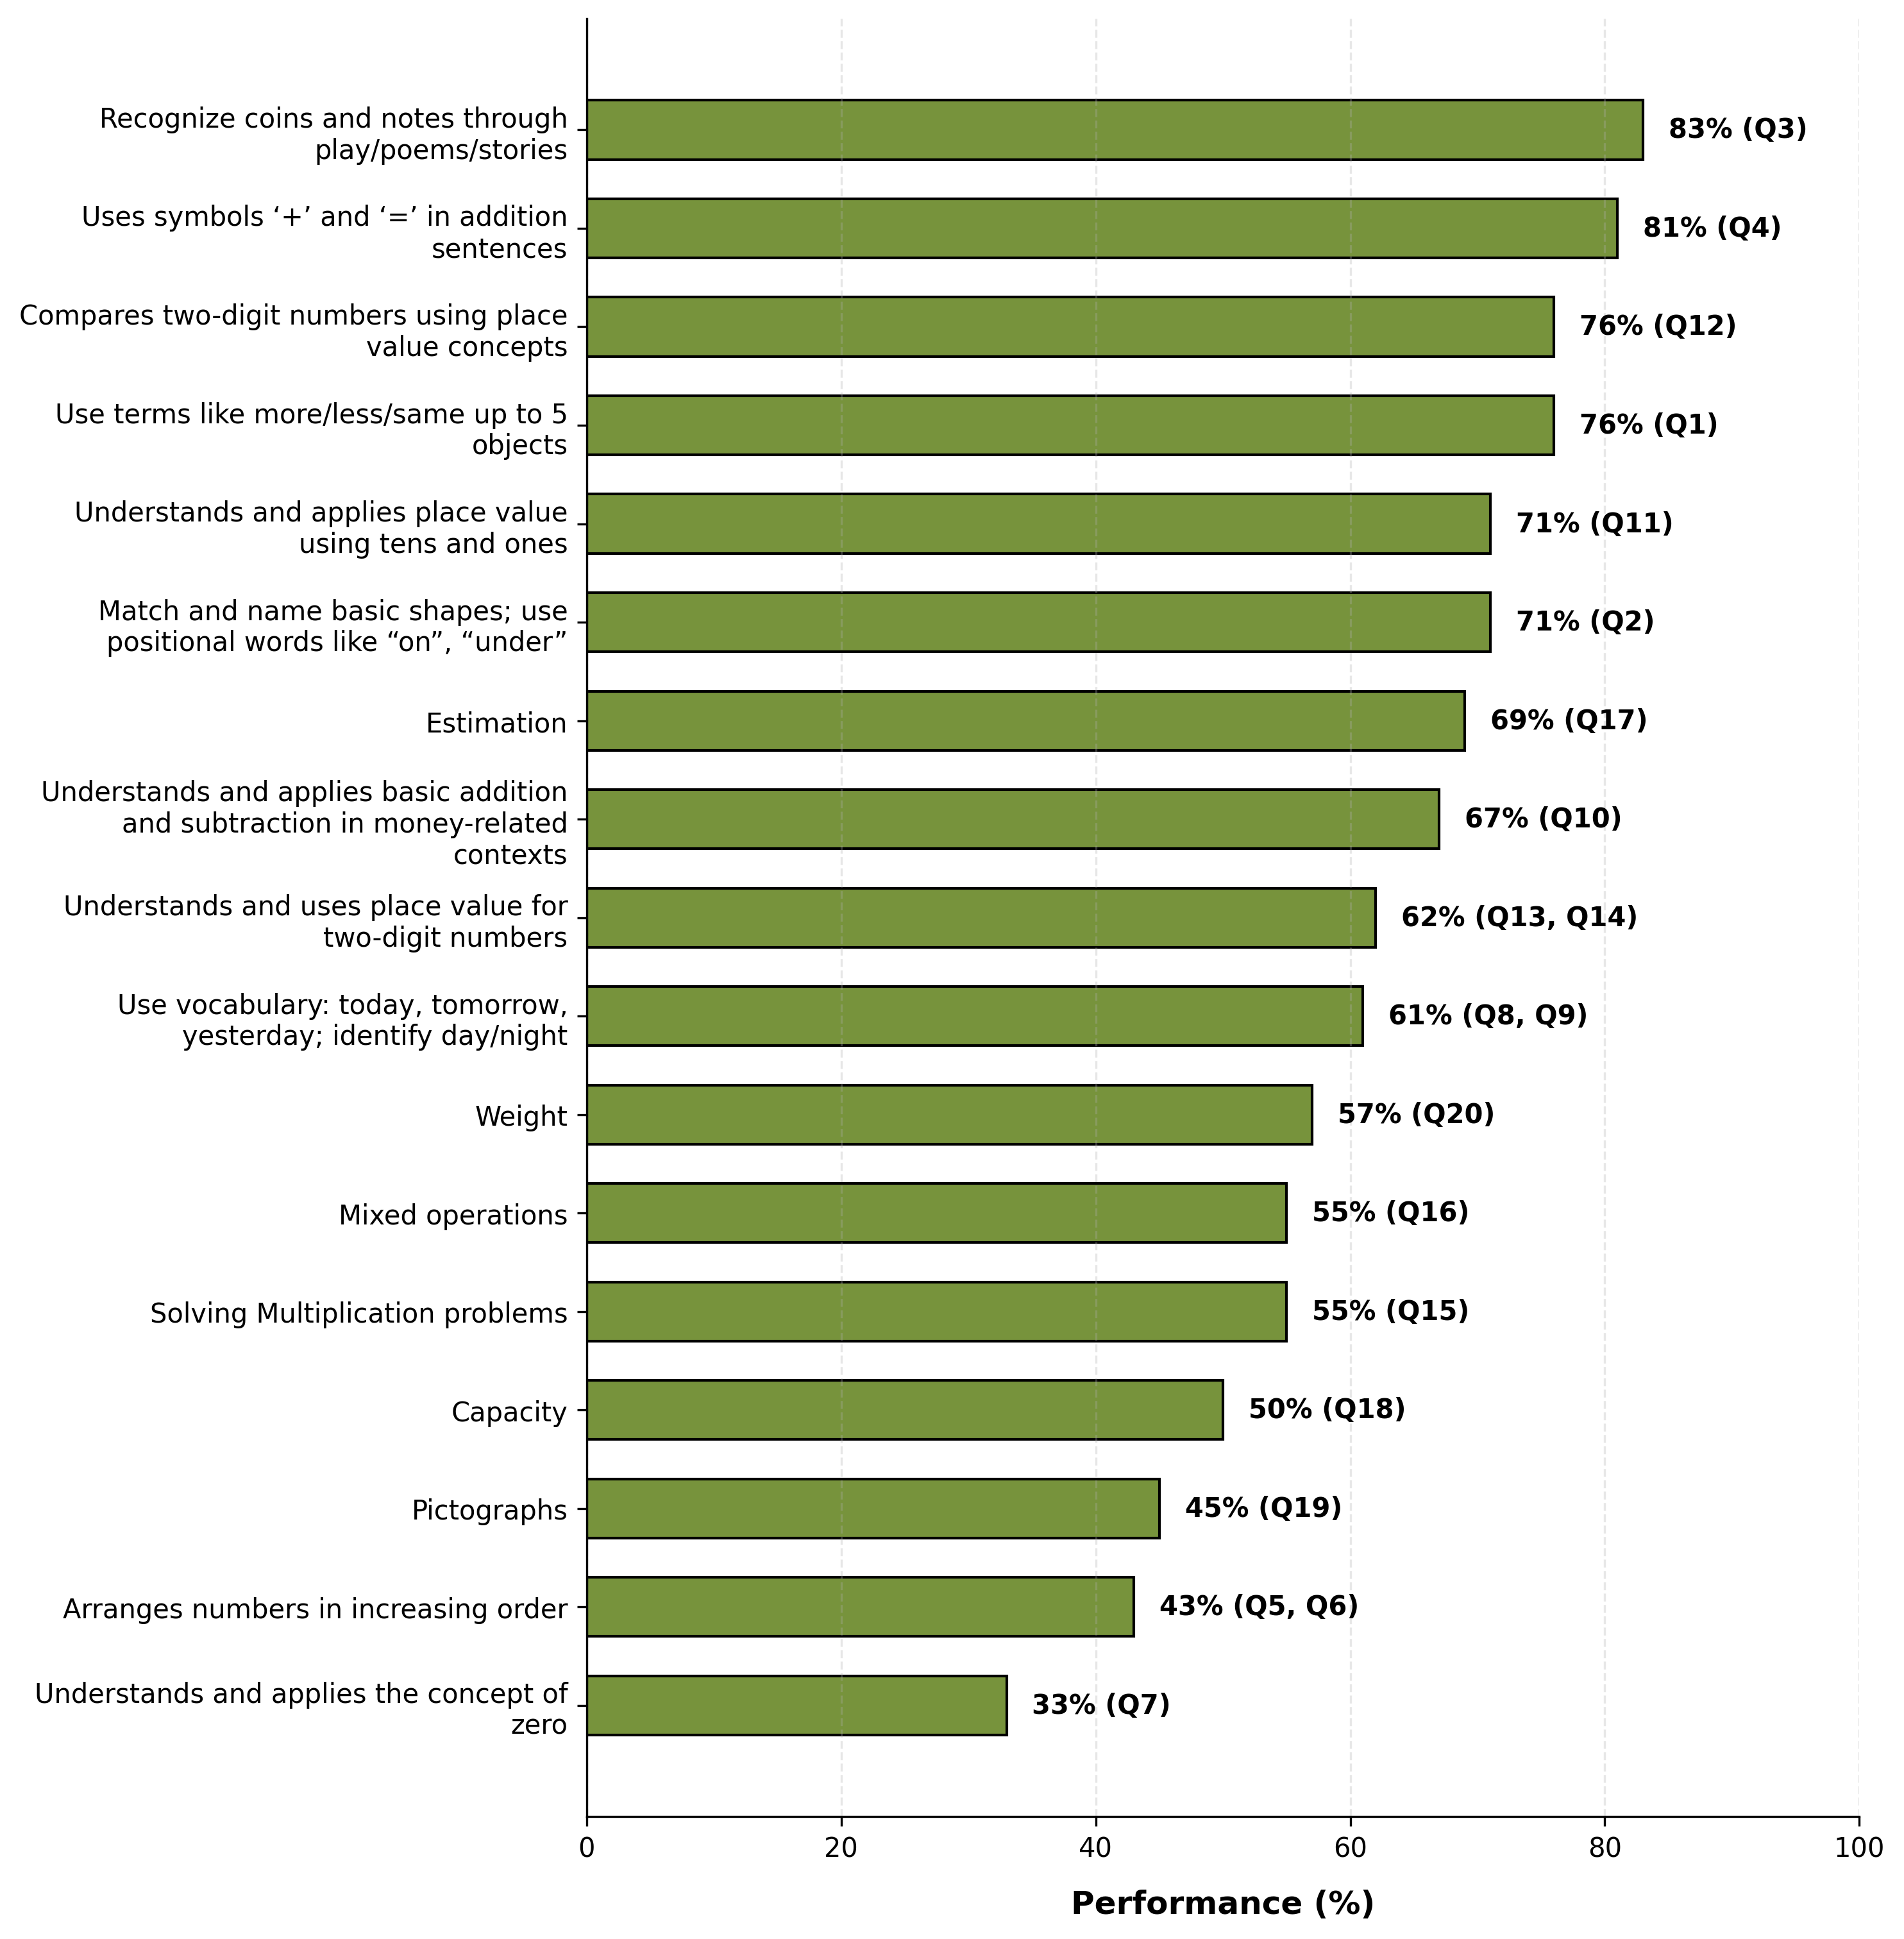 Recognize coins and notes through
play/poems/stories
83% (Q3)
Uses symbols ‘+’ and ‘=’ in addition
sentences
81% (Q4)
Compares two-digit numbers using place
value concepts
76% (Q12)
Use terms like more/less/same up to 5
objects
76% (Q1)
Understands and applies place value
using tens and ones
71% (Q11)
Match and name basic shapes; use
positional words like “on”, “under”
71% (Q2)
Estimation
69% (Q17)
Understands and applies basic addition
and subtraction in money-related
contexts
67% (Q10)
Understands and uses place value for
two-digit numbers
62% (Q13, Q14)
Use vocabulary: today, tomorrow,
yesterday; identify day/night
61% (Q8, Q9)
Weight
57% (Q20)
Mixed operations
55% (Q16)
Solving Multiplication problems
55% (Q15)
Capacity
50% (Q18)
Pictographs
45% (Q19)
Arranges numbers in increasing order
43% (Q5, Q6)
Understands and applies the concept of
zero
33% (Q7)
0 20 40 60 80 100
Performance (%)